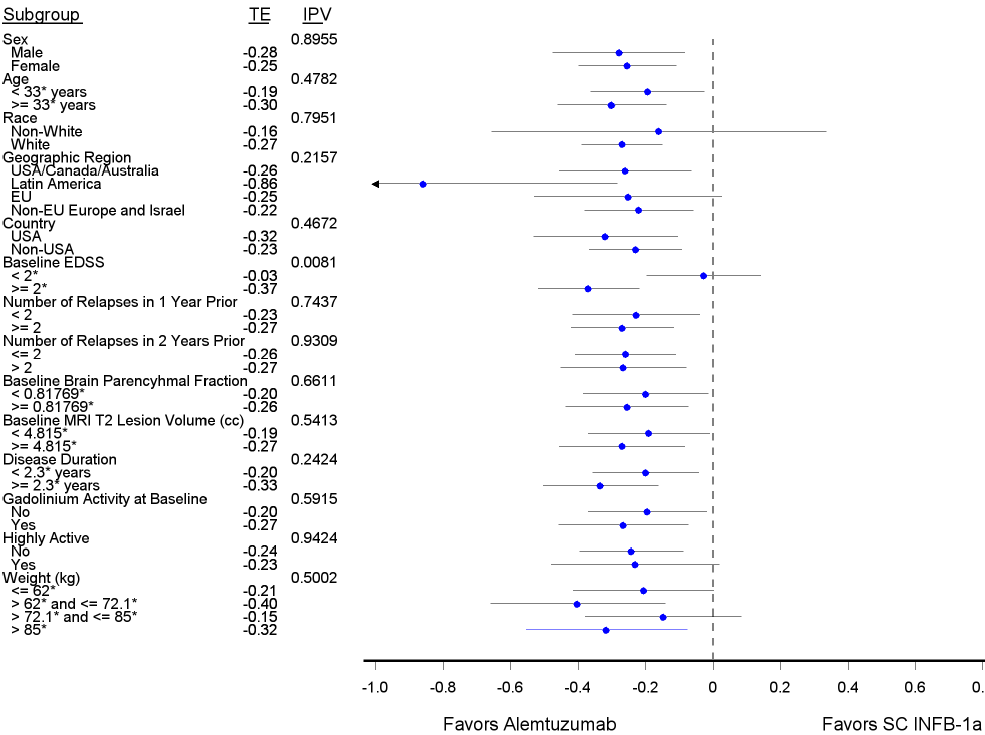 Subgroup TE IPV
Sex 0.8955
Male -0.28
Female -0.25
Age 0.4782
< 33* years -0.19
>= 33* years -0.30
Race 0.7951
Non-White -0.16
White -0.27
Geographic Region 0.2157
USA/Canada/Australia -0.26
Latin America -0.86
EU -0.25
Non-EU Europe and Israel -0.22
Country 0.4672
USA -0.32
Non-USA -0.23
Baseline EDSS 0.0081
< 2* -0.03
>= 2* -0.37
Number of Relapses in 1 Year Prior 0.7437
< 2 -0.23
>= 2 -0.27
Number of Relapses in 2 Years Prior 0.9309
<= 2 -0.26
> 2 -0.27
Baseline Brain Parencyhmal Fraction 0.6611
< 0.81769* -0.20
>= 0.81769* -0.26
Baseline MRI T2 Lesion Volume (cc) 0.5413
< 4.815* -0.19
>= 4.815* -0.27
Disease Duration 0.2424
< 2.3* years -0.20
>= 2.3* years -0.33
Gadolinium Activity at Baseline 0.5915
No -0.20
Yes -0.27
Highly Active 0.9424
No -0.24
Yes -0.23
Weight (kg) 0.5002
<= 62* -0.21
> 62* and <= 72.1* -0.40
> 72.1* and <= 85* -0.15
> 85* -0.32
-1.0 -0.8 -0.6 -0.4 -0.2 0 0.2 0.4 0.6 0.
Favors Alemtuzumab Favors SC INFB-1a